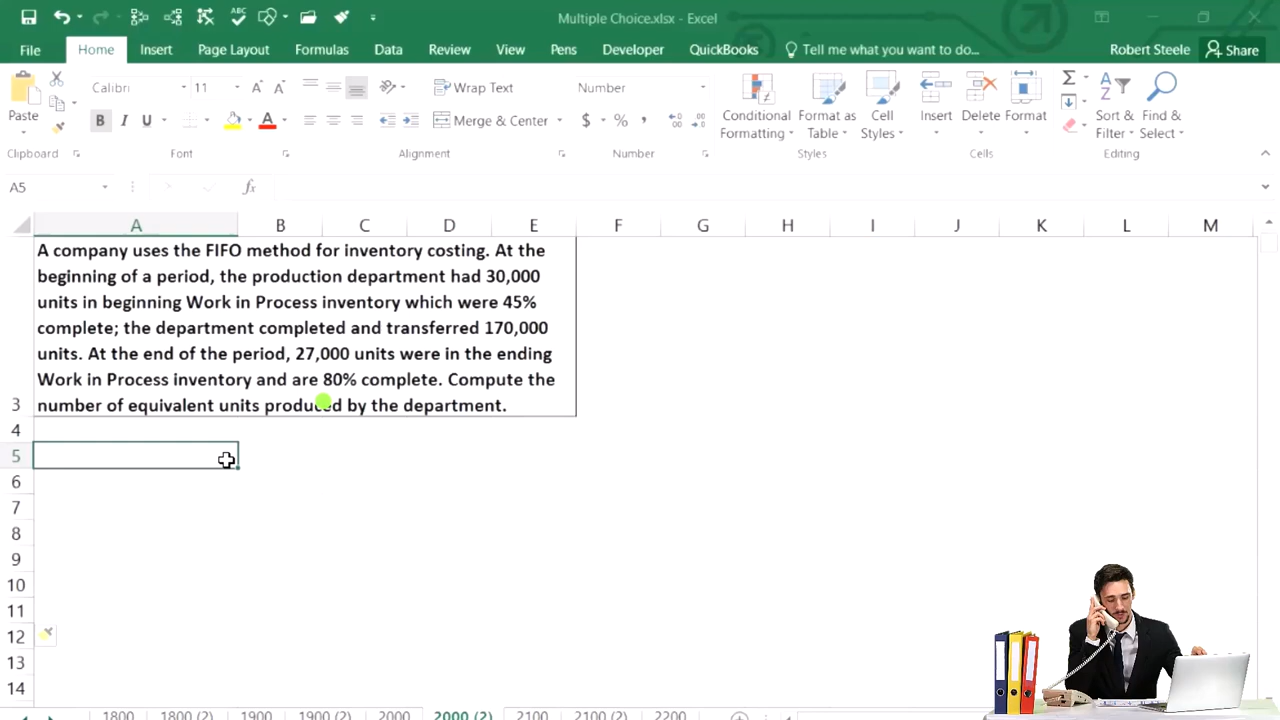 Multiple Choice.xlsx - Excel
File Home Insert Page Layout Formulas Data Review View Pens Developer QuickBooks Tell me what you want to do... Robert Steele Share
Paste
Calibri 11
B I U
Wrap Text
Merge & Center
Number
$ % ,
Conditional Formatting
Format as Table
Cell Styles
Insert Delete Format
Sort & Filter
Find & Select
Clipboard Font Alignment Number Styles Cells Editing
A5 fx
A B C D E F G H I J K L M
A company uses the FIFO method for inventory costing. At the
beginning of a period, the production department had 30,000
units in beginning Work in Process inventory which were 45%
complete; the department completed and transferred 170,000
units. At the end of the period, 27,000 units were in the ending
Work in Process inventory and are 80% complete. Compute the
3 number of equivalent units produced by the department.
4
5
6
7
8
9
10
11
12
13
14
1800 1800 (2) 1900 1900 (2) 2000 2000 (2) 2100 2100 (2) 2200